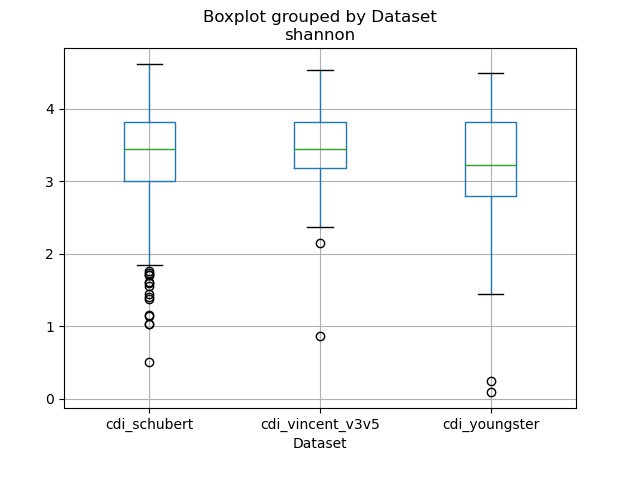 Boxplot grouped by Dataset
shannon
4
3
2
1
0
cdi_schubert
cdi_vincent_v3v5
cdi_youngster
Dataset